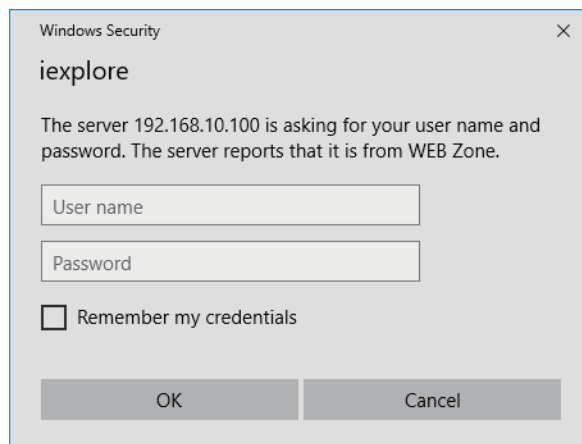 Windows Security
iexplore
The server 192.168.10.100 is asking for your user name and
password. The server reports that it is from WEB Zone.
User name
Password
Remember my credentials
OK Cancel